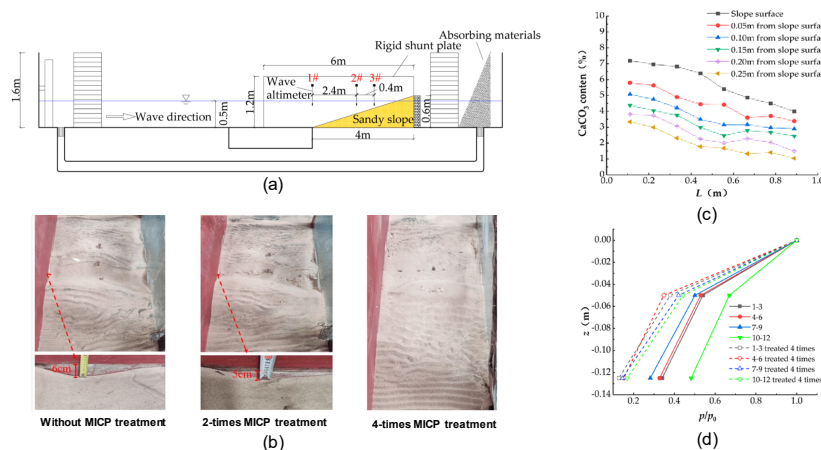 6m
Absorbing materials
Rigid shunt plate
1# 2# 3#
Wave
altimeter
2.4m
0.4m
1.6m
1.2m
0.5m
0.6m
Wave direction
Sandy slope
4m
(a)
6cm
3cm
Without MICP treatment
2-times MICP treatment
4-times MICP treatment
(b)
Slope surface
0.05m from slope surfa
0.10m from slope surfac
0.15m from slope surfac
0.20m from slope surfac
0.25m from slope surfac
CaCO₃ conten (%)
10
9
8
7
6
5
4
3
2
1
0
0.0 0.2 0.4 0.6 0.8 1.0
L (m)
(c)
0.00
-0.02
-0.04
-0.06
-0.08
-0.10
-0.12
-0.14
z (m)
1-3
4-6
7-9
10-12
1-3 treated 4 times
4-6 treated 4 times
7-9 treated 4 times
10-12 treated 4 times
0.2 0.4 0.6 0.8 1.0
p/p₀
(d)